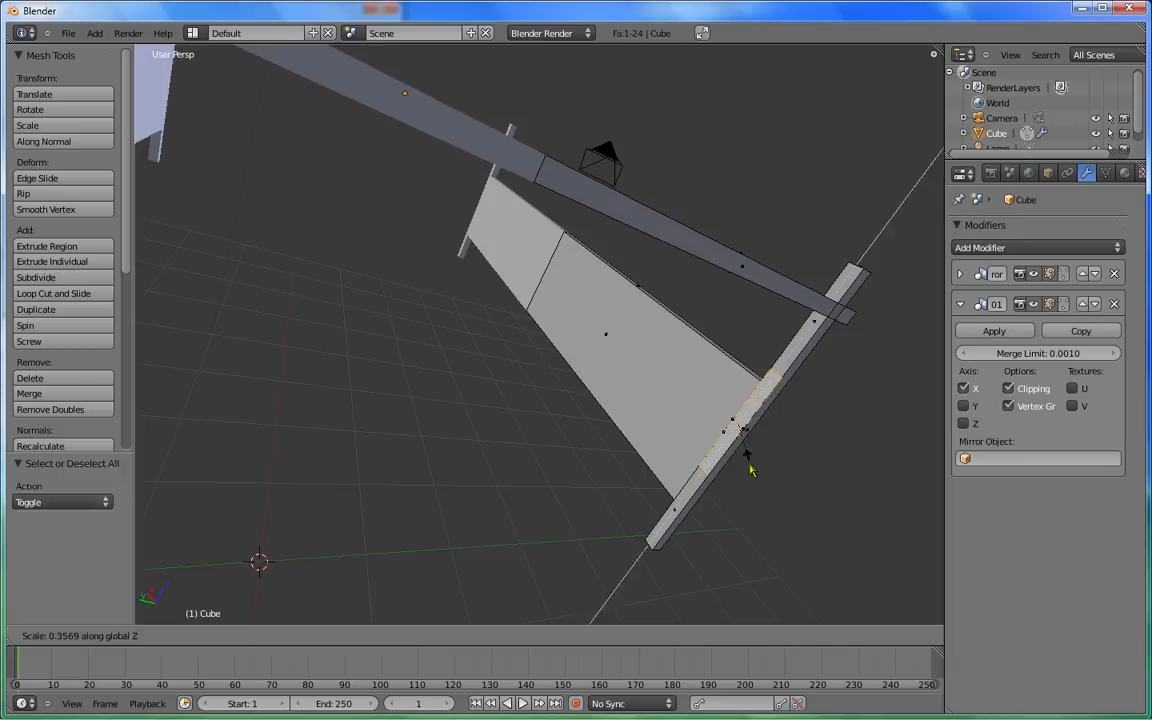 Blender
File Add Render Help
Default
Scene
Blender Render
Fa:1-24 | Cube
View Search All Scenes
Mesh Tools
User Persp
Scene
Transform:
RenderLayers
Translate
World
Rotate
Camera
Scale
Cube
Along Normal
Lamp
Deform:
Edge Slide
Rip
Cube
Smooth Vertex
Modifiers
Add:
Extrude Region
Add Modifier
Extrude Individual
ror
Subdivide
Loop Cut and Slide
01
Duplicate
Spin
Apply Copy
Screw
Merge Limit: 0.0010
Remove:
Axis: Options: Textures:
Delete
X Clipping U
Merge
Y Vertex Gr V
Remove Doubles
Z
Normals:
Mirror Object:
Recalculate
Select or Deselect All
Action
Toggle
(1) Cube
Scale: 0.3569 along global Z
0 10 20 30 40 50 60 70 80 90 100 110 120 130 140 150 160 170 180 190 200 210 220 230 240 250
View Frame Playback Start: 1 End: 250 1 No Sync